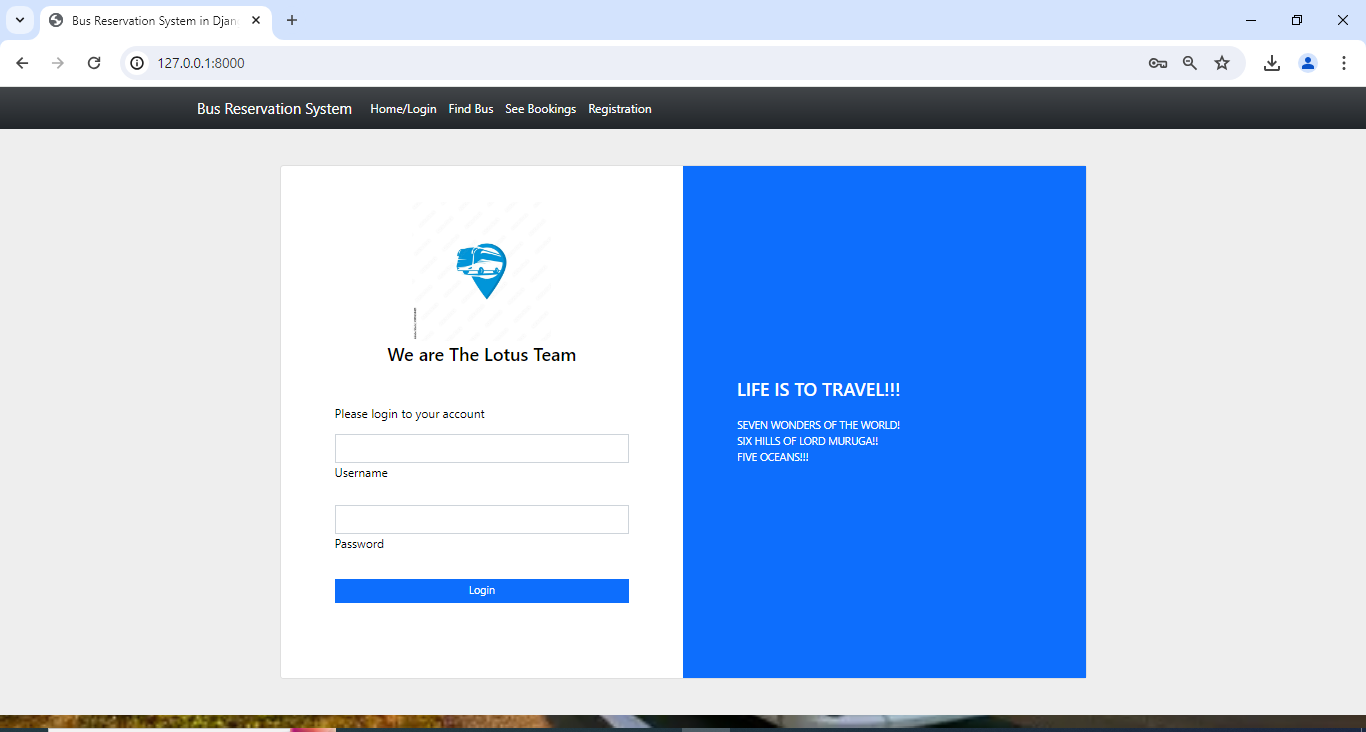 Bus Reservation System in Djan
127.0.0.1:8000
Bus Reservation System Home/Login Find Bus See Bookings Registration
We are The Lotus Team
Please login to your account
Username
Password
Login
LIFE IS TO TRAVEL!!!
SEVEN WONDERS OF THE WORLD!
SIX HILLS OF LORD MURUGA!!
FIVE OCEANS!!!